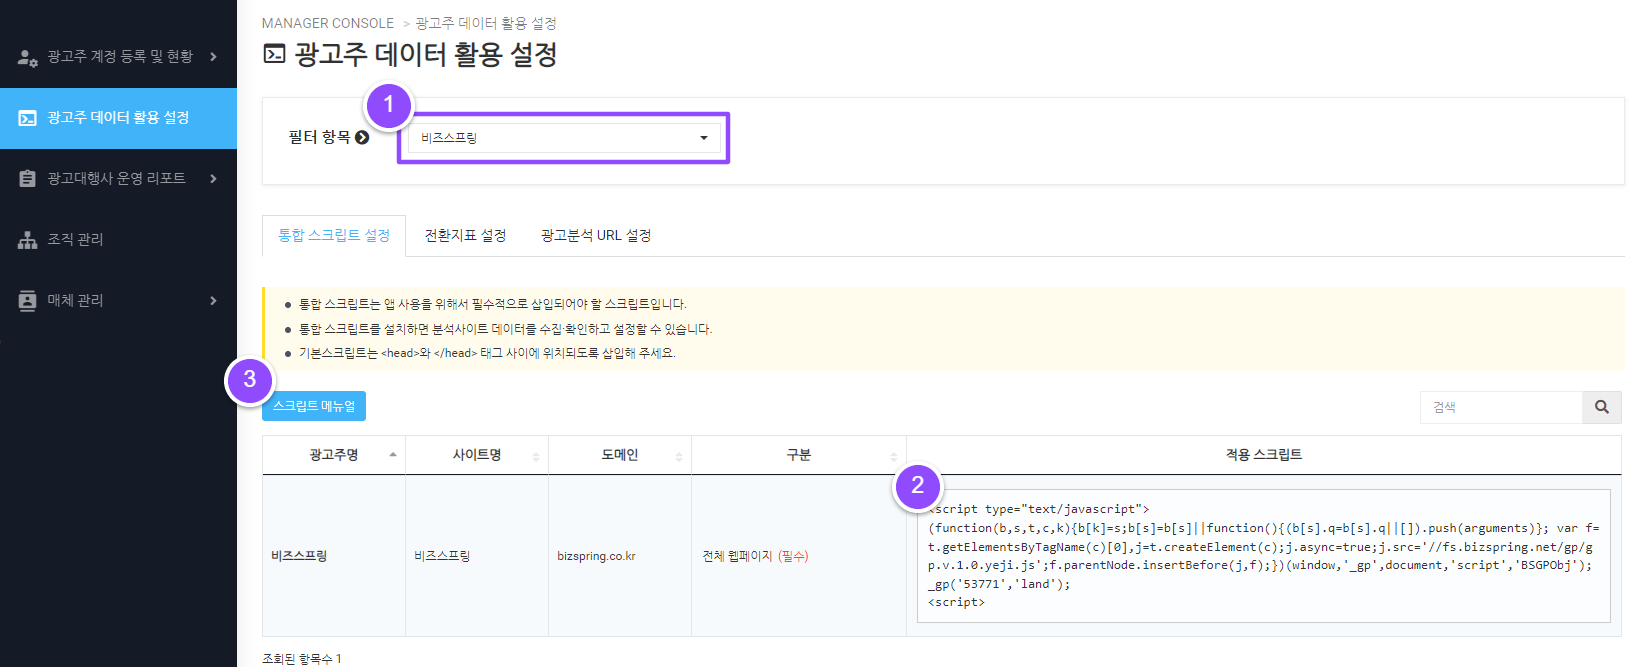 MANAGER CONSOLE > 광고주 데이터 활용 설정
광고주 데이터 활용 설정
광고주 계정 등록 및 현황
광고주 데이터 활용 설정
광고대행사 운영 리포트
조직 관리
매체 관리
1
필터 항목
비즈스프링
통합 스크립트 설정
전환지표 설정
광고분석 URL 설정
통합 스크립트는 앱 사용을 위해서 필수적으로 삽입되어야 할 스크립트입니다.
통합 스크립트를 설치하면 분석사이트 데이터를 수집·확인하고 설정할 수 있습니다.
기본스크립트는 <head>와 </head> 태그 사이에 위치되도록 삽입해 주세요.
3
스크립트 메뉴얼
검색
광고주명 사이트명 도메인 구분 적용 스크립트
2
비즈스프링 비즈스프링 bizspring.co.kr 전체 웹페이지 (필수)
<script type="text/javascript">
(function(b,s,t,c,k){b[k]=s;b[s]=b[s]||function(){(b[s].q=b[s].q||[]).push(arguments)}; var f=
t.getElementsByTagName(c)[0],j=t.createElement(c);j.async=true;j.src='//fs.bizspring.net/gp/g
p.v.1.0.yeji.js';f.parentNode.insertBefore(j,f);})(window,'_gp',document,'script','BSGPObj');
_gp('53771','land');
<script>
조회된 항목수 1